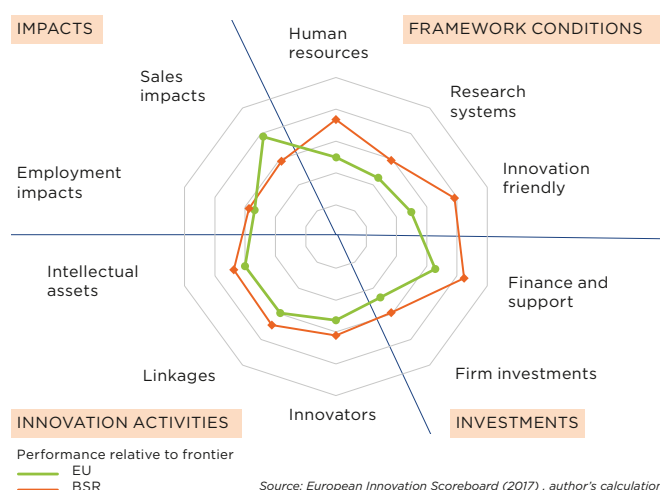 IMPACTS
FRAMEWORK CONDITIONS
Human
resources
Sales
impacts
Research
systems
Employment
impacts
Innovation
friendly
Intellectual
assets
Finance and
support
Linkages
Firm investments
Innovators
INNOVATION ACTIVITIES
INVESTMENTS
Performance relative to frontier
EU
BSR
Source: European Innovation Scoreboard (2017) , author's calculation